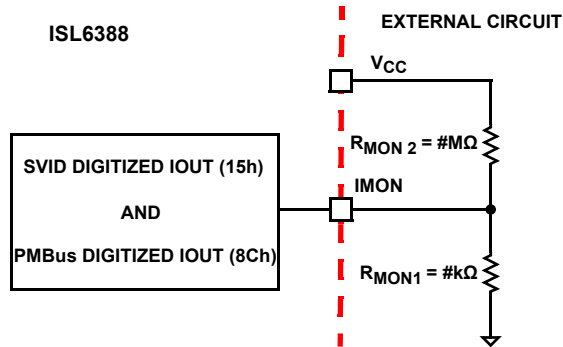 ISL6388
EXTERNAL CIRCUIT
VCC
RMON 2 = #MΩ
SVID DIGITIZED IOUT (15h)
IMON
AND
PMBus DIGITIZED IOUT (8Ch)
RMON1 = #kΩ